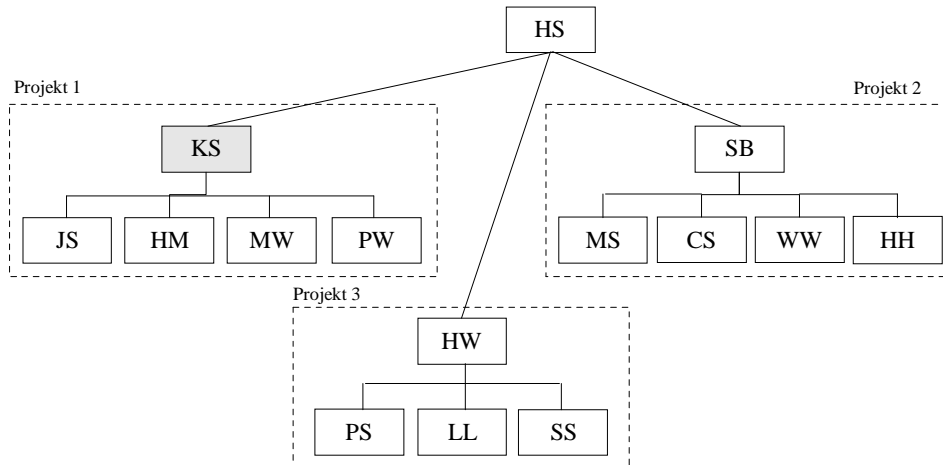 HS
Projekt 1
Projekt 2
KS
SB
JS HM MW PW
MS CS WW HH
Projekt 3
HW
PS LL SS